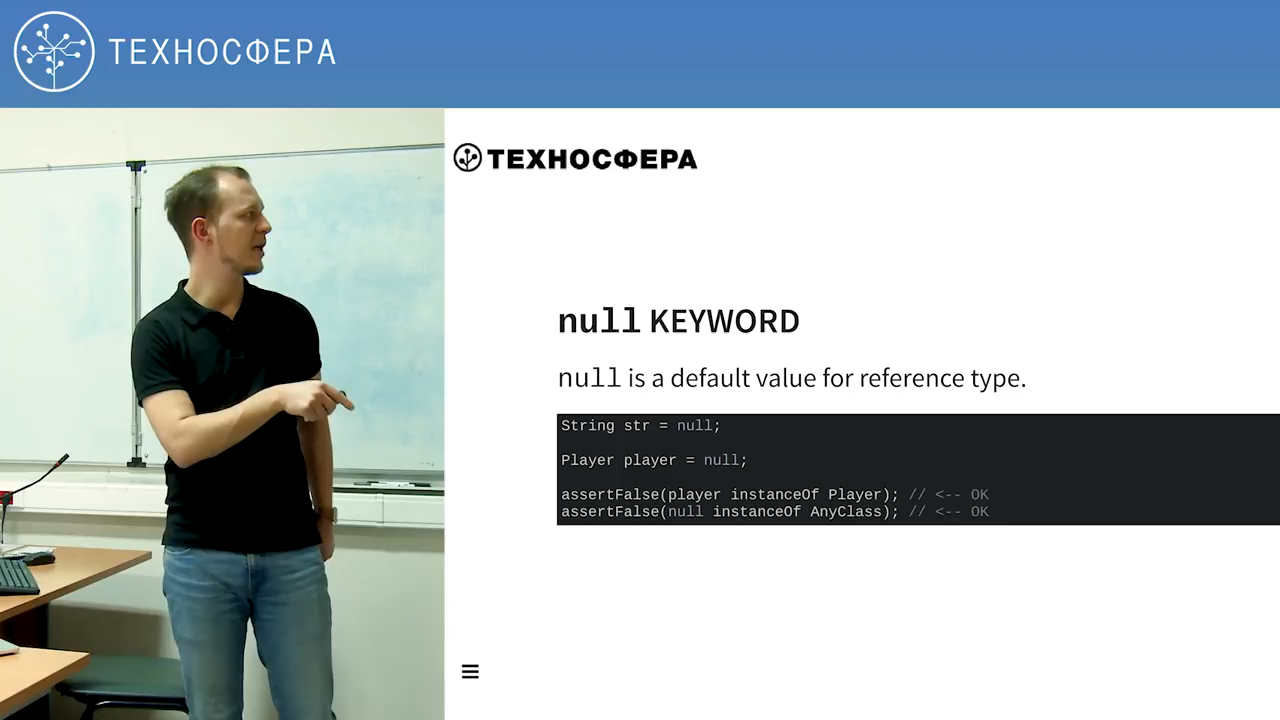 ТЕХНОСФЕРА
ТЕХНОСФЕРА
null KEYWORD
null is a default value for reference type.
String str = null;
Player player = null;
assertFalse(player instanceOf Player); // <-- OK
assertFalse(null instanceOf AnyClass); // <-- OK